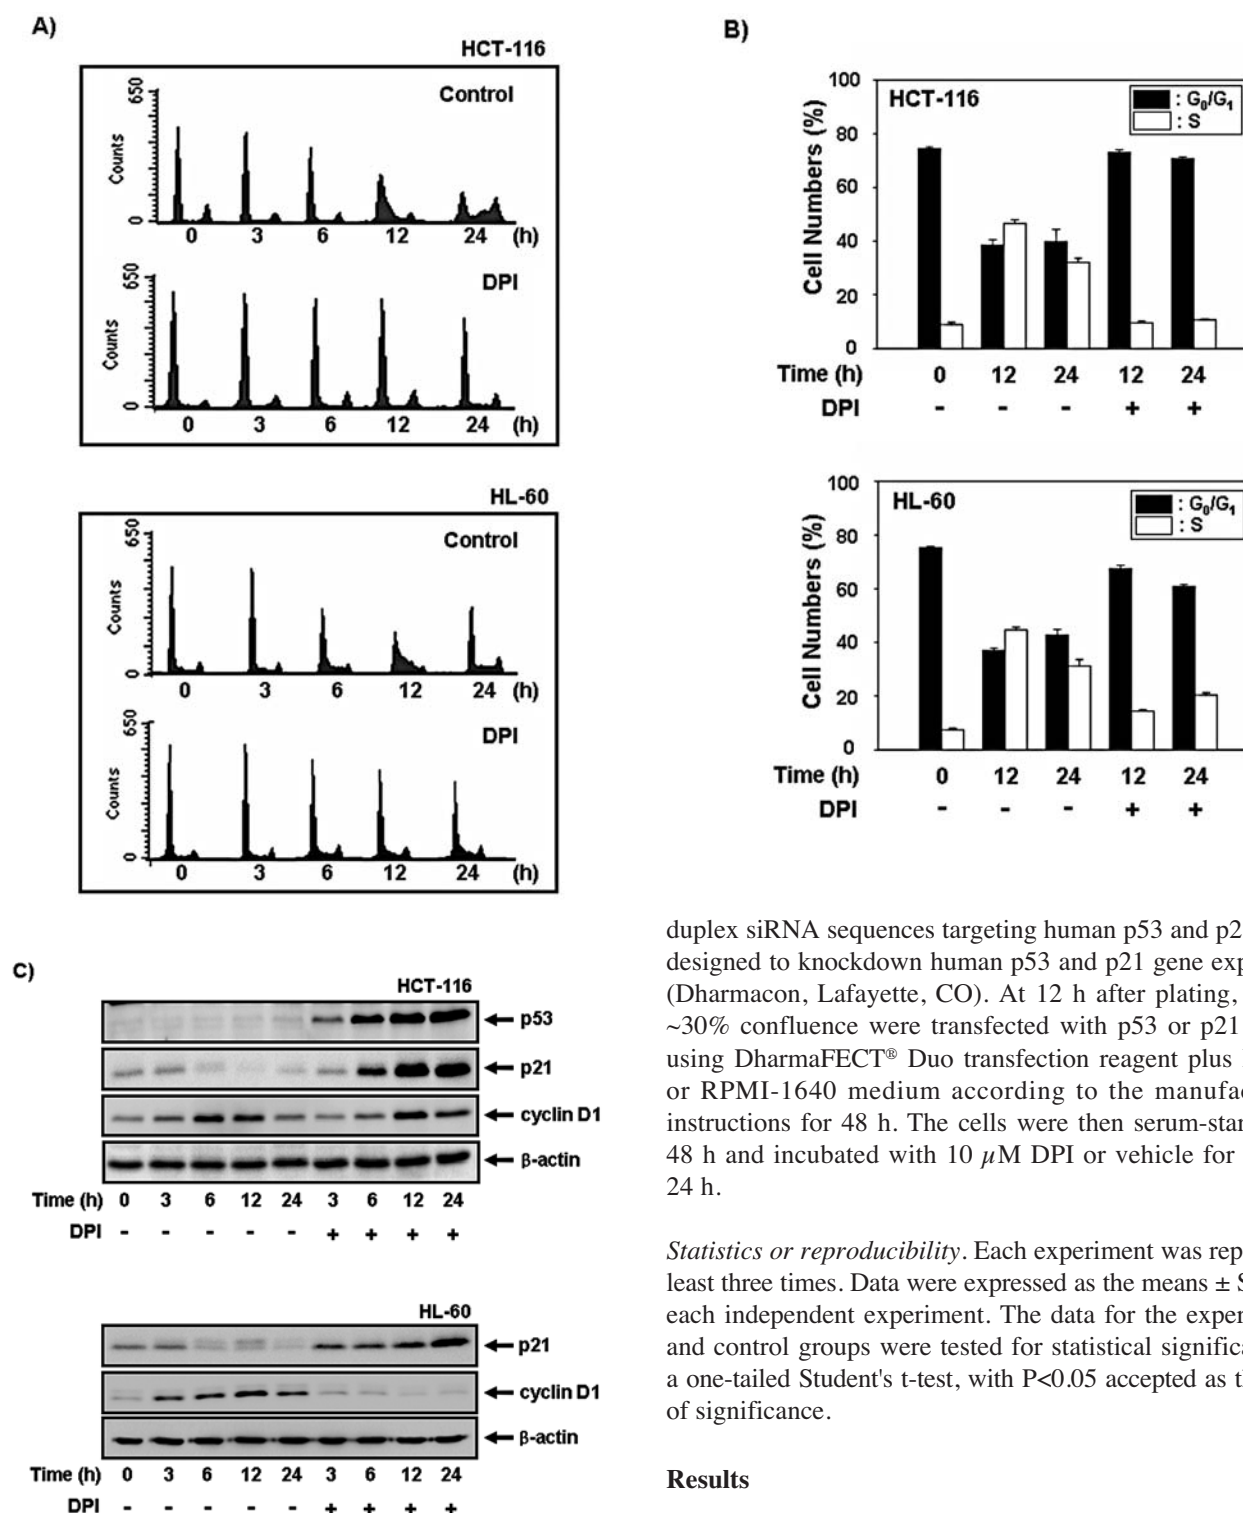 A)
HCT-116
Control
650
Counts
0
0 3 6 12 24 (h)
DPI
650
Counts
0
0 3 6 12 24 (h)
HL-60
Control
650
Counts
0
0 3 6 12 24 (h)
DPI
650
Counts
0
0 3 6 12 24 (h)
B)
HCT-116
: G₀/G₁
: S
Cell Numbers (%)
100
80
60
40
20
0
Time (h) 0 12 24 12 24
DPI - - - + +
HL-60
: G₀/G₁
: S
Cell Numbers (%)
100
80
60
40
20
0
Time (h) 0 12 24 12 24
DPI - - - + +
C)
HCT-116
p53
p21
cyclin D1
β-actin
Time (h) 0 3 6 12 24 3 6 12 24
DPI - - - - - + + + +
HL-60
p21
cyclin D1
β-actin
Time (h) 0 3 6 12 24 3 6 12 24
DPI - - - - - + + + +
duplex siRNA sequences targeting human p53 and p2
designed to knockdown human p53 and p21 gene exp
(Dharmacon, Lafayette, CO). At 12 h after plating,
~30% confluence were transfected with p53 or p21
using DharmaFECT® Duo transfection reagent plus
or RPMI-1640 medium according to the manufac
instructions for 48 h. The cells were then serum-star
48 h and incubated with 10 µM DPI or vehicle for
24 h.
Statistics or reproducibility. Each experiment was rep
least three times. Data were expressed as the means ± S
each independent experiment. The data for the exper
and control groups were tested for statistical significa
a one-tailed Student's t-test, with P<0.05 accepted as th
of significance.
Results